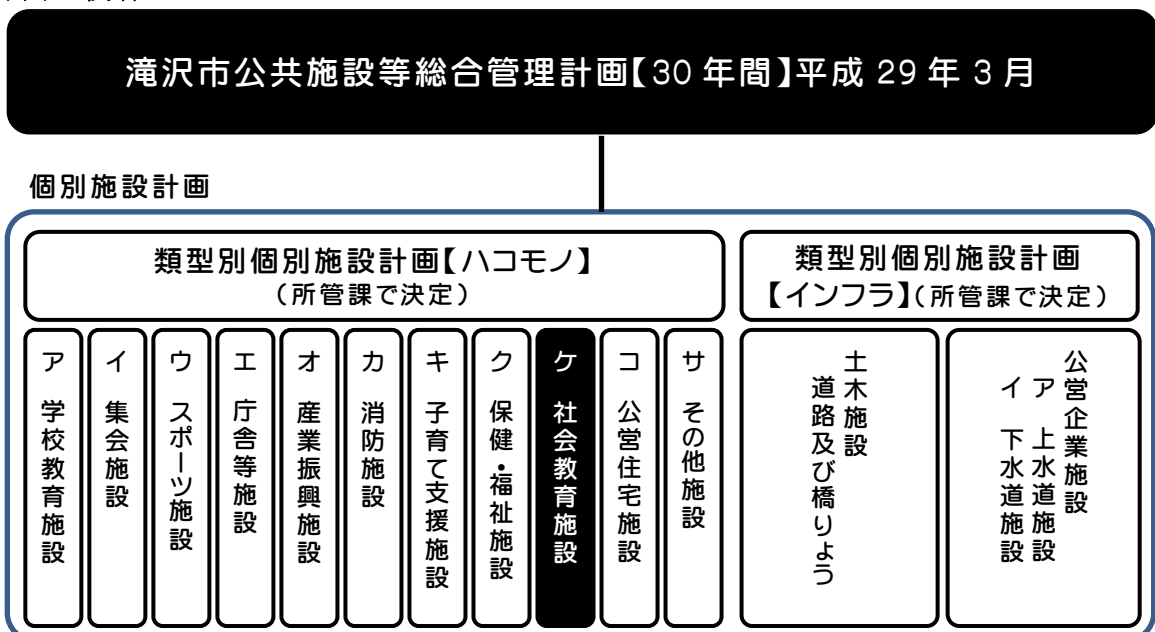 滝沢市公共施設等総合管理計画【30年間】平成29年3月
個別施設計画
類型別個別施設計画【ハコモノ】
(所管課で決定)
類型別個別施設計画
【インフラ】(所管課で決定)
ア 学校教育施設
イ 集会施設
ウ スポーツ施設
エ 庁舎等施設
オ 産業振興施設
カ 消防施設
キ 子育て支援施設
ク 保健・福祉施設
ケ 社会教育施設
コ 公営住宅施設
サ その他施設
土木施設
道路及び橋りょう
公営企業施設
ア 上水道施設
イ 下水道施設